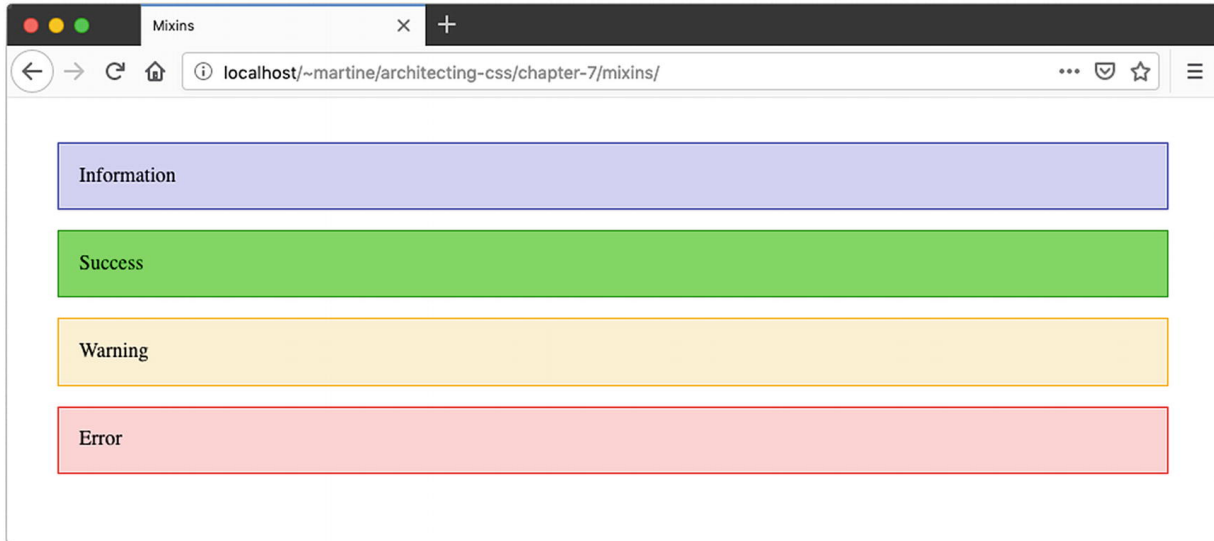 Mixins
localhost/~martine/architecting-css/chapter-7/mixins/
Information
Success
Warning
Error